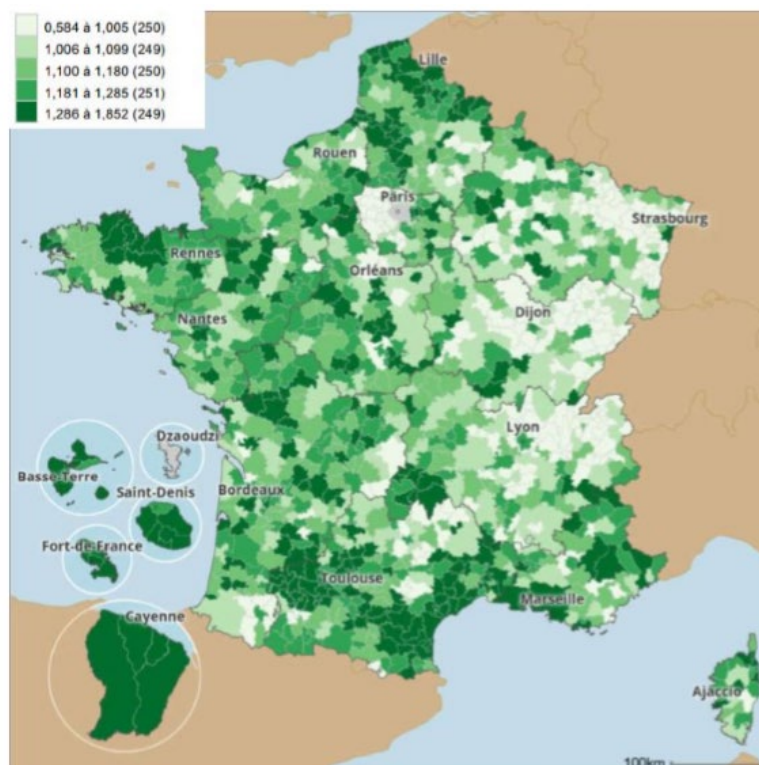 0,584 à 1,005 (250)
1,006 à 1,099 (249)
1,100 à 1,180 (250)
1,181 à 1,285 (251)
1,286 à 1,852 (249)
Lille
Rouen
Paris
Strasbourg
Rennes
Orléans
Nantes
Dijon
Lyon
Dzaoudzi
Basse-Terre
Saint-Denis
Bordeaux
Fort-de-France
Toulouse
Marseille
Cayenne
Ajaccio
100km